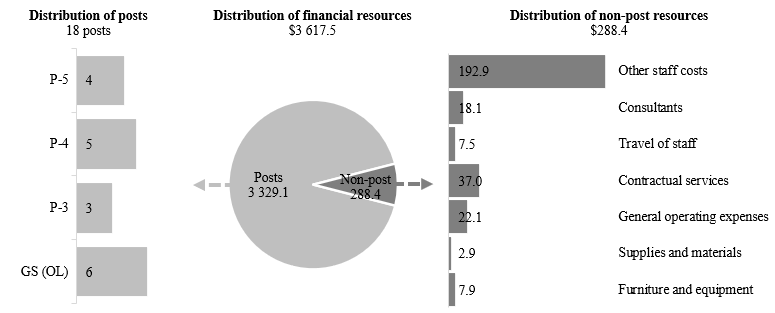 Distribution of posts
18 posts
P-5
4
P-4
5
P-3
3
GS (OL)
6
Distribution of financial resources
$3 617.5
Posts
3 329.1
Non-post
288.4
Distribution of non-post resources
$288.4
192.9 Other staff costs
18.1 Consultants
7.5 Travel of staff
37.0 Contractual services
22.1 General operating expenses
2.9 Supplies and materials
7.9 Furniture and equipment